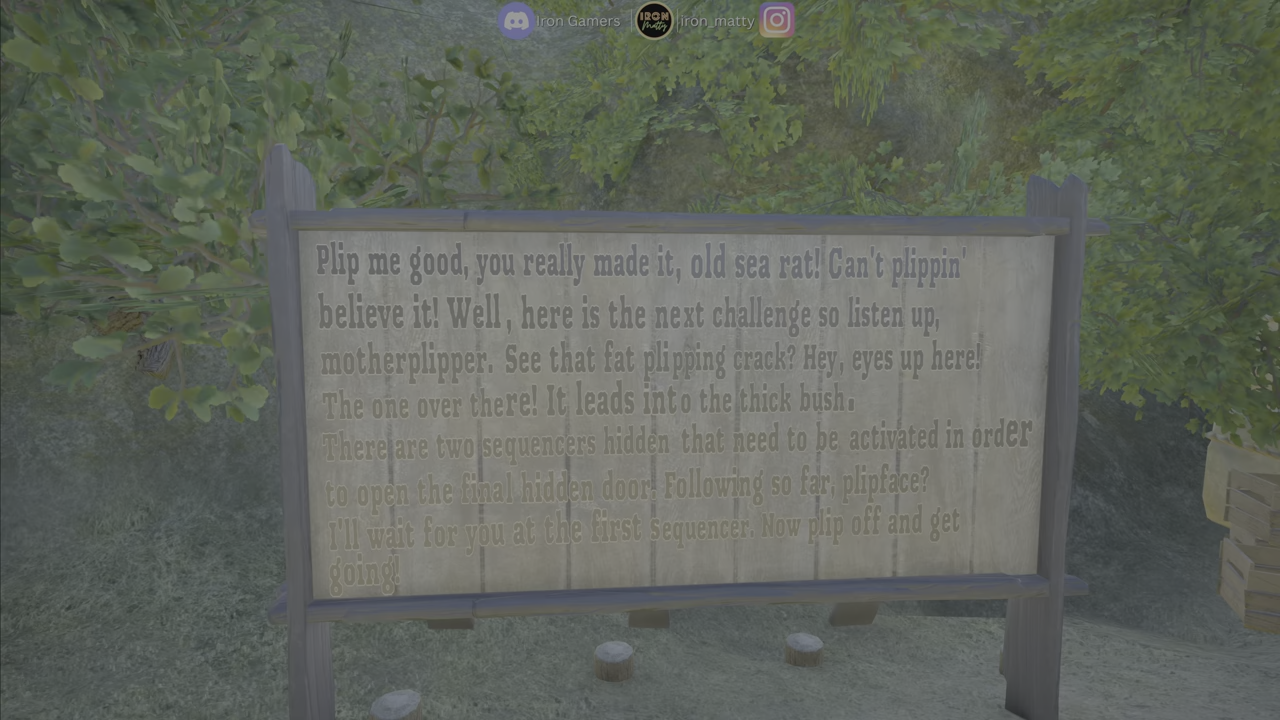 Iron Gamers | IRON Matty | iron_matty
Plip me good, you really made it, old sea rat! Can't plippin'
believe it! Well, here is the next challenge so listen up,
motherplipper. See that fat plipping crack? Hey, eyes up here!
The one over there! It leads into the thick bush.
There are two sequencers hidden that need to be activated in order
to open the final hidden door! Following so far, plipface?
I'll wait for you at the first sequencer. Now plip off and get
going!